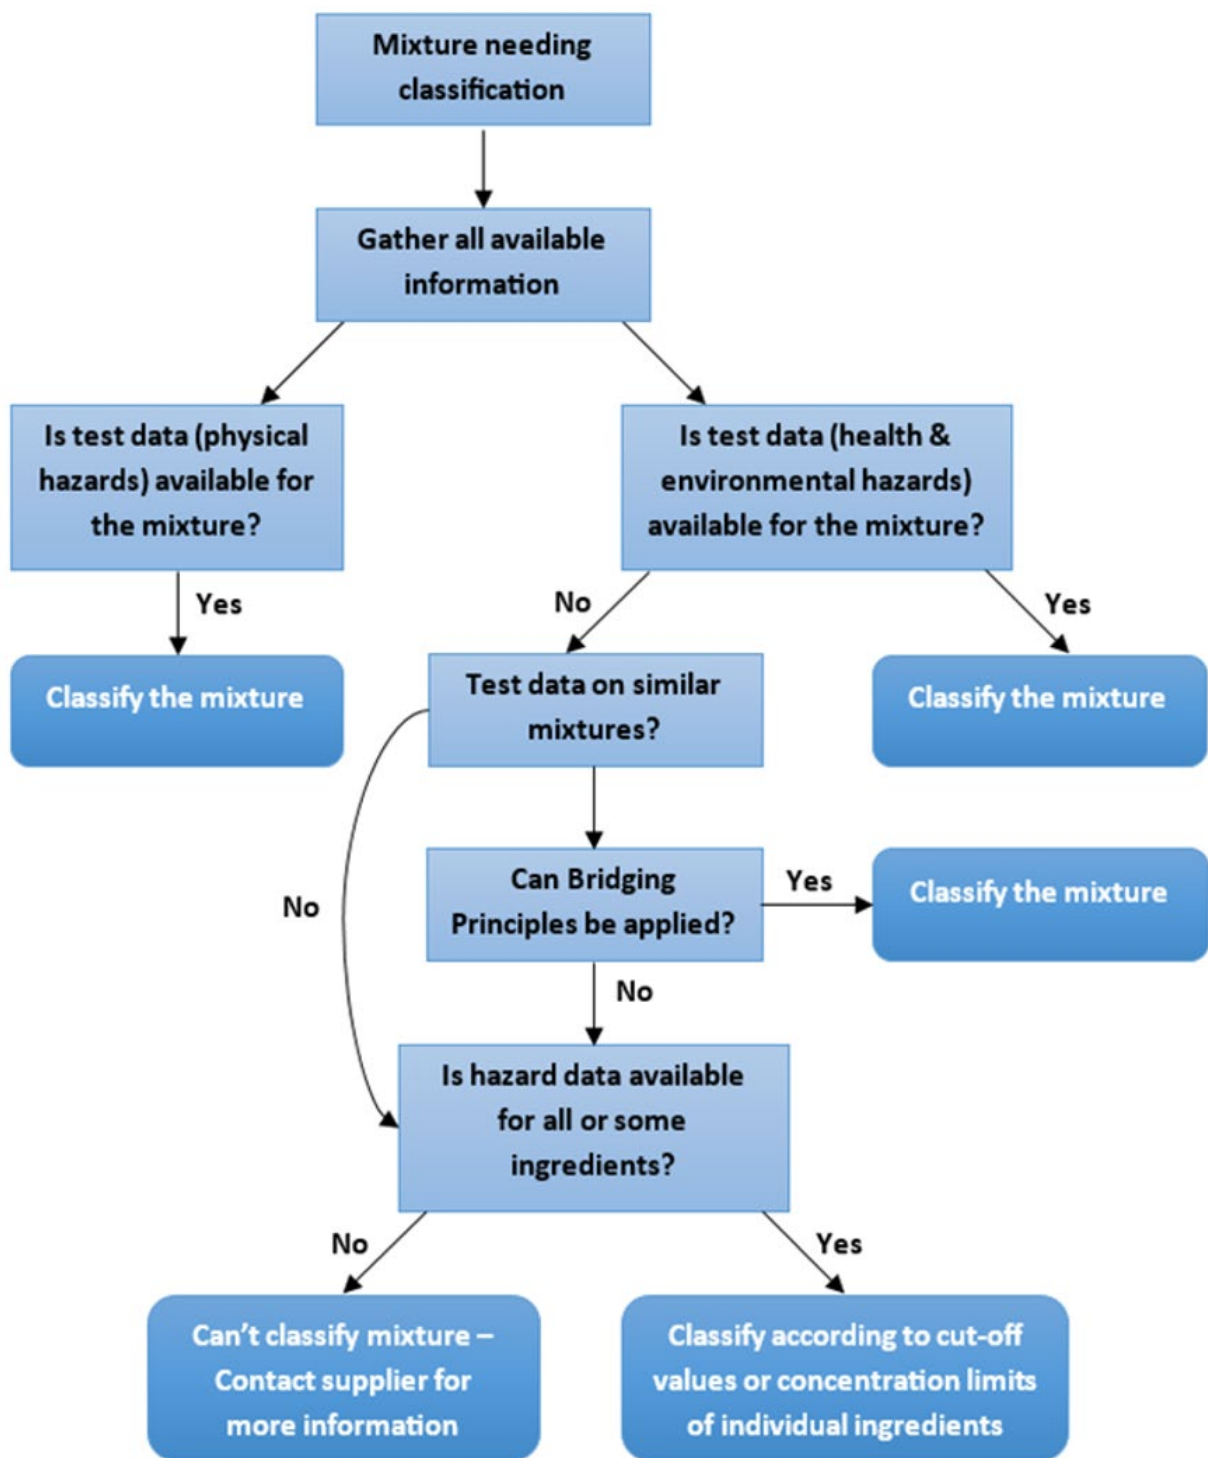 Mixture needing
classification
Gather all available
information
Is test data (physical
hazards) available for
the mixture?
Is test data (health &
environmental hazards)
available for the mixture?
Yes
No
Yes
Classify the mixture
Test data on similar
mixtures?
Classify the mixture
No
Can Bridging
Principles be applied?
Yes
Classify the mixture
No
Is hazard data available
for all or some
ingredients?
No
Yes
Can’t classify mixture –
Contact supplier for
more information
Classify according to cut-off
values or concentration limits
of individual ingredients